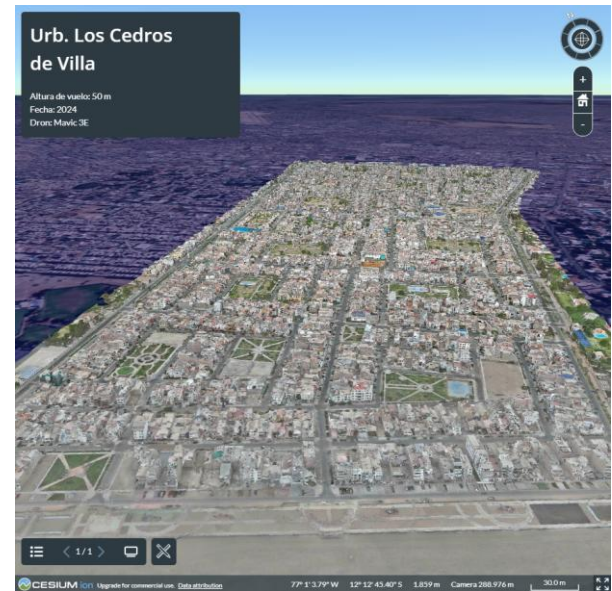 Urb. Los Cedros
de Villa
Altura de vuelo: 50 m
Fecha: 2024
Dron: Mavic 3E
+
-
1/1
CESIUM ion Upgrade for commercial use. Data attribution
77° 1' 3.79" W 12° 12' 45.40" S 1.859 m Camera 288.976 m 30.0 m